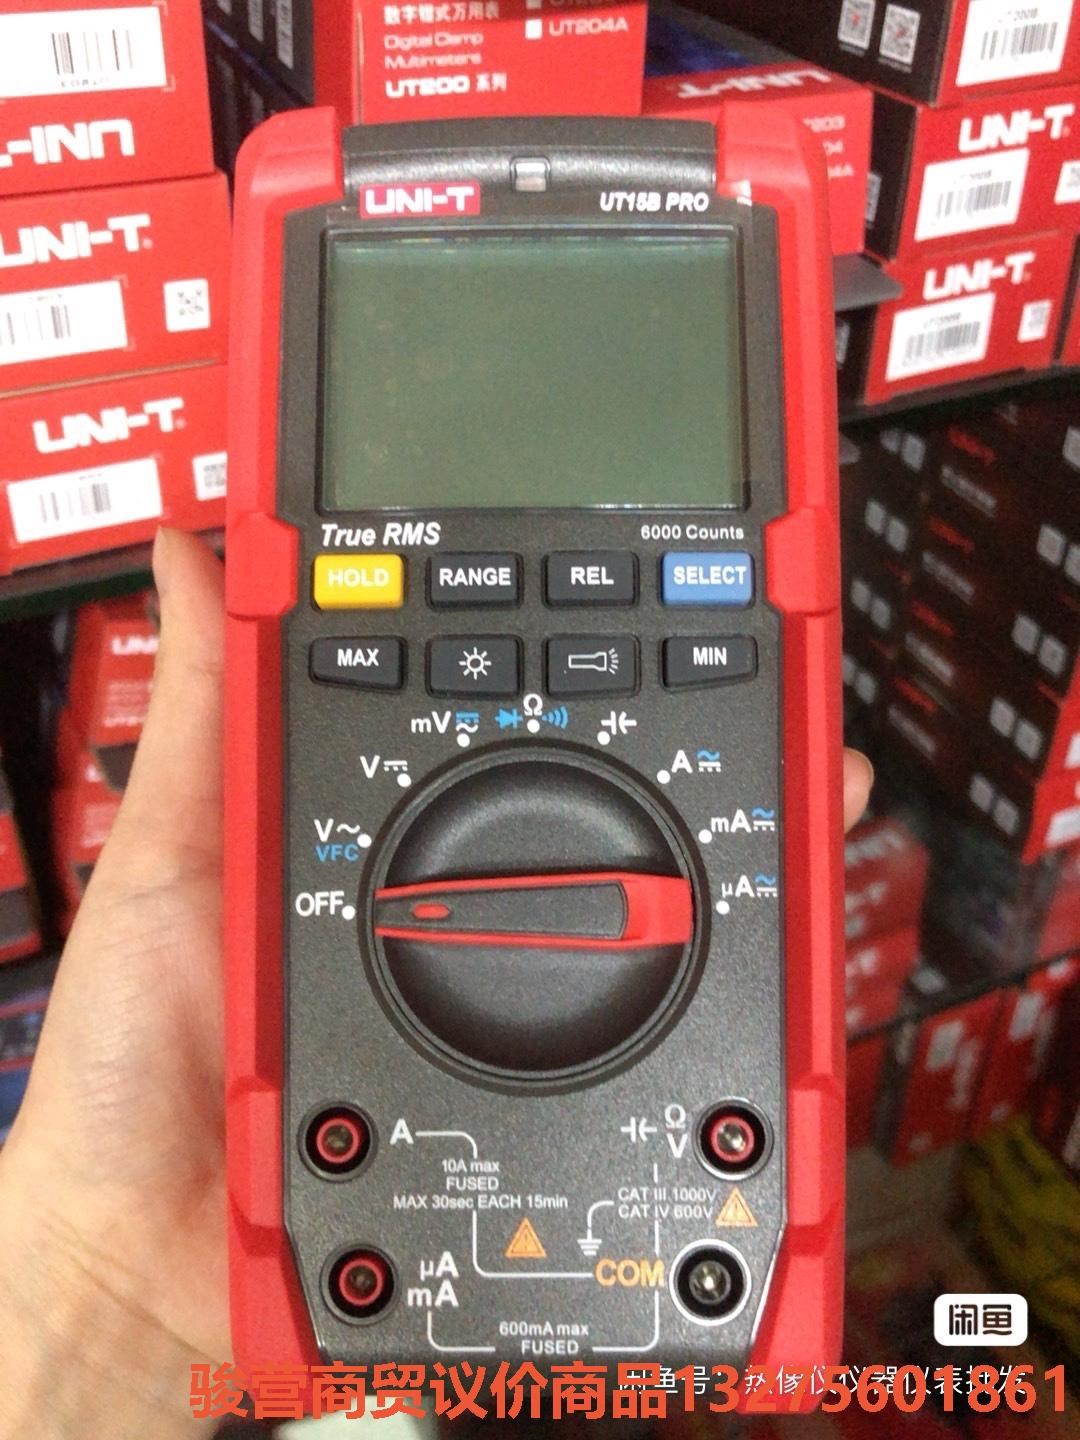 数字钳式万用表
Digital Clamp
Multimeters
UT200 系列
UT204A
UNI-T
UNI-T
UNI-T
UNI-T
UNI-T
UNI-T UT15B PRO
True RMS 6000 Counts
HOLD RANGE REL SELECT
MAX MIN
mV Ω
V A
V~ mA
VFC
OFF µA
A Ω
V
10A max
FUSED
MAX 30sec EACH 15min
CAT III 1000V
CAT IV 600V
COM
µA
mA
600mA max
FUSED
闲鱼
骏营商贸议价商品13275601861